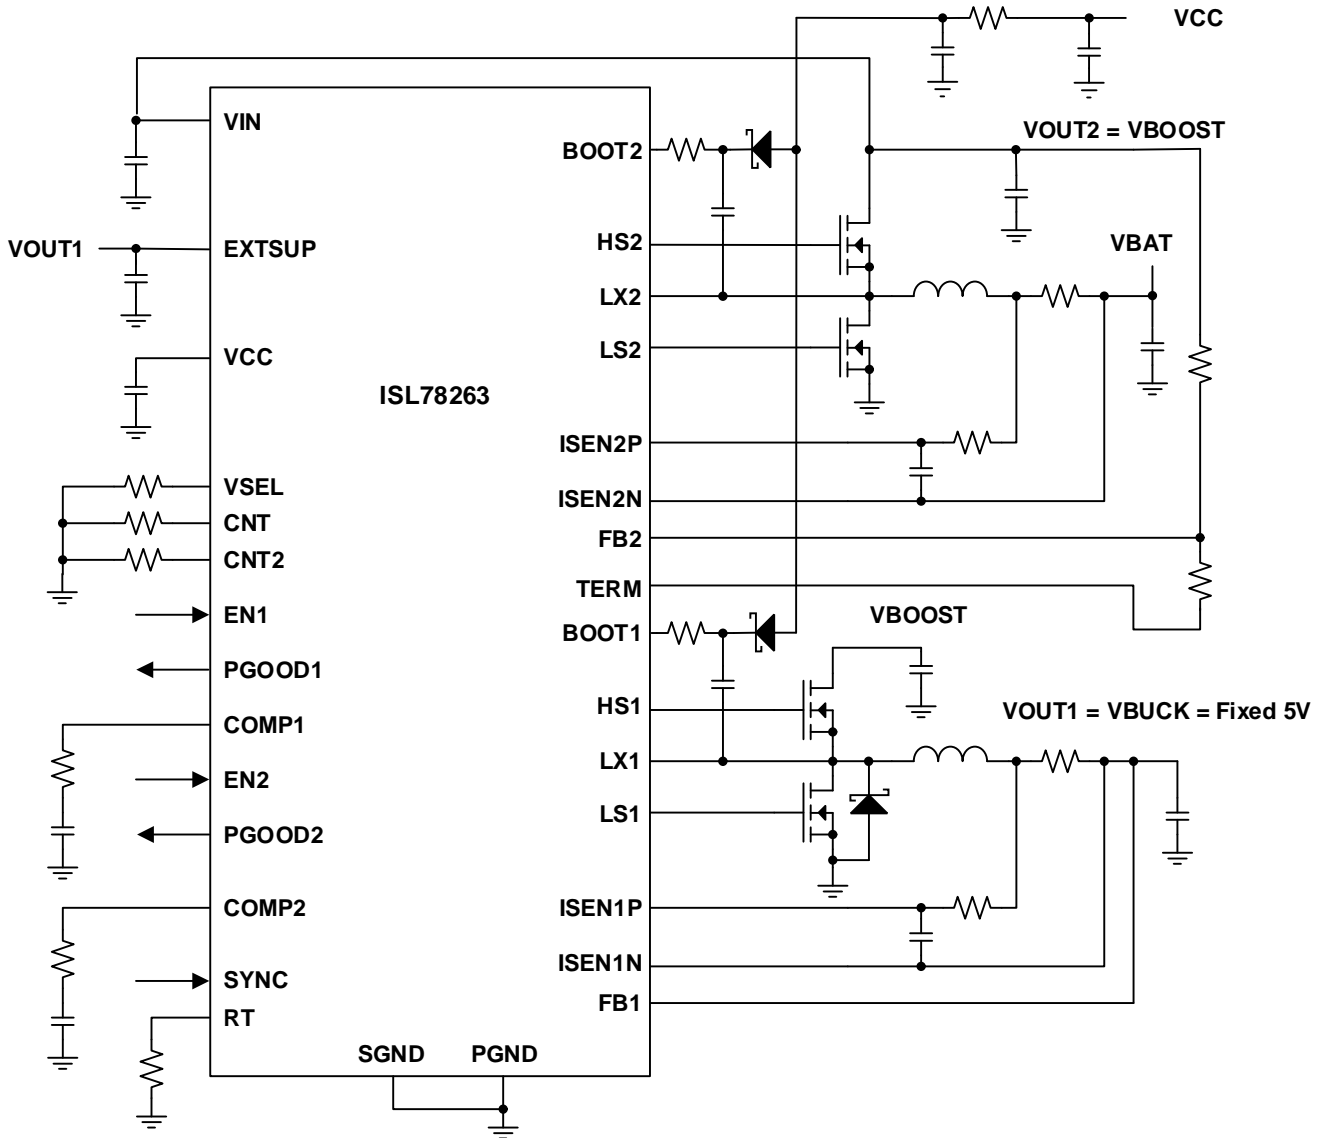 VCC
VIN
VOUT2 = VBOOST
BOOT2
HS2
VBAT
VOUT1
EXTSUP
LX2
LS2
VCC
ISL78263
ISEN2P
VSEL
ISEN2N
CNT
FB2
CNT2
TERM
EN1
VBOOST
BOOT1
PGOOD1
HS1
VOUT1 = VBUCK = Fixed 5V
COMP1
LX1
EN2
LS1
PGOOD2
COMP2
ISEN1P
ISEN1N
SYNC
FB1
RT
SGND
PGND